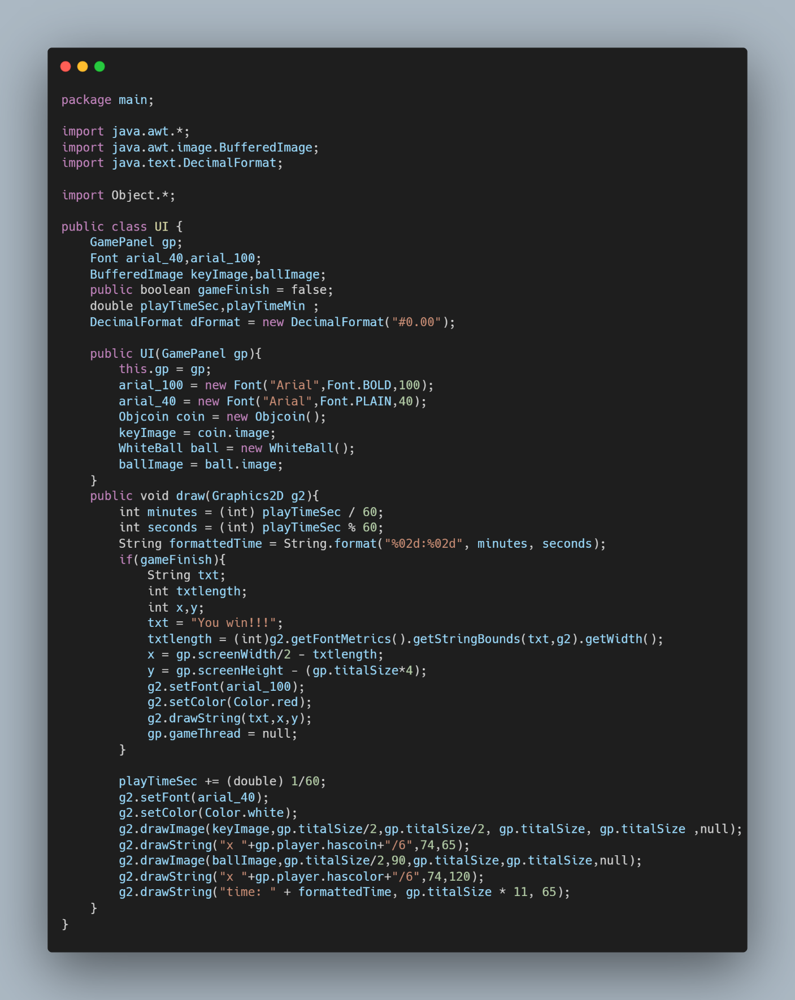 package main;

import java.awt.*;
import java.awt.image.BufferedImage;
import java.text.DecimalFormat;

import Object.*;

public class UI {
    GamePanel gp;
    Font arial_40,arial_100;
    BufferedImage keyImage,ballImage;
    public boolean gameFinish = false;
    double playTimeSec,playTimeMin ;
    DecimalFormat dFormat = new DecimalFormat("#0.00");

    public UI(GamePanel gp){
        this.gp = gp;
        arial_100 = new Font("Arial",Font.BOLD,100);
        arial_40 = new Font("Arial",Font.PLAIN,40);
        Objcoin coin = new Objcoin();
        keyImage = coin.image;
        WhiteBall ball = new WhiteBall();
        ballImage = ball.image;
    }
    public void draw(Graphics2D g2){
        int minutes = (int) playTimeSec / 60;
        int seconds = (int) playTimeSec % 60;
        String formattedTime = String.format("%02d:%02d", minutes, seconds);
        if(gameFinish){
            String txt;
            int txtlength;
            int x,y;
            txt = "You win!!!";
            txtlength = (int)g2.getFontMetrics().getStringBounds(txt,g2).getWidth();
            x = gp.screenWidth/2 - txtlength;
            y = gp.screenHeight - (gp.titalSize*4);
            g2.setFont(arial_100);
            g2.setColor(Color.red);
            g2.drawString(txt,x,y);
            gp.gameThread = null;
        }

        playTimeSec += (double) 1/60;
        g2.setFont(arial_40);
        g2.setColor(Color.white);
        g2.drawImage(keyImage,gp.titalSize/2,gp.titalSize/2, gp.titalSize, gp.titalSize ,null);
        g2.drawString("x "+gp.player.hascoin+"/6",74,65);
        g2.drawImage(ballImage,gp.titalSize/2,90,gp.titalSize,gp.titalSize,null);
        g2.drawString("x "+gp.player.hascolor+"/6",74,120);
        g2.drawString("time: " + formattedTime, gp.titalSize * 11, 65);
    }
}